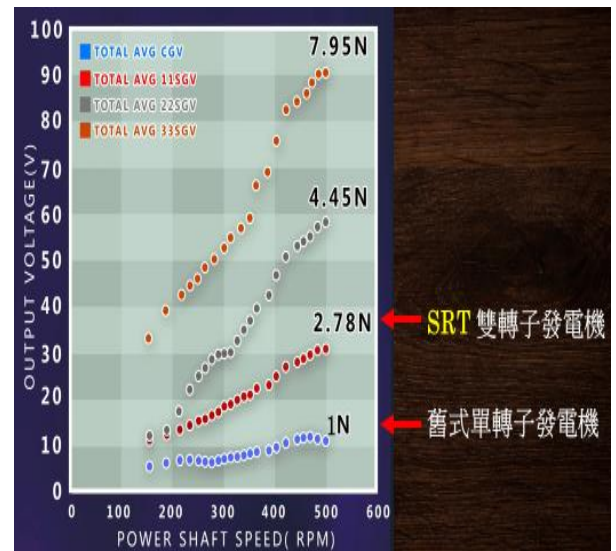 100
90
80
70
60
50
40
30
20
10
0
OUTPUT VOLTAGE(V)
TOTAL AVG CGV
TOTAL AVG 11SGV
TOTAL AVG 22SGV
TOTAL AVG 33SGV
7.95N
4.45N
2.78N
1N
SRT 雙轉子發電機
舊式單轉子發電機
0 100 200 300 400 500 600
POWER SHAFT SPEED( RPM)